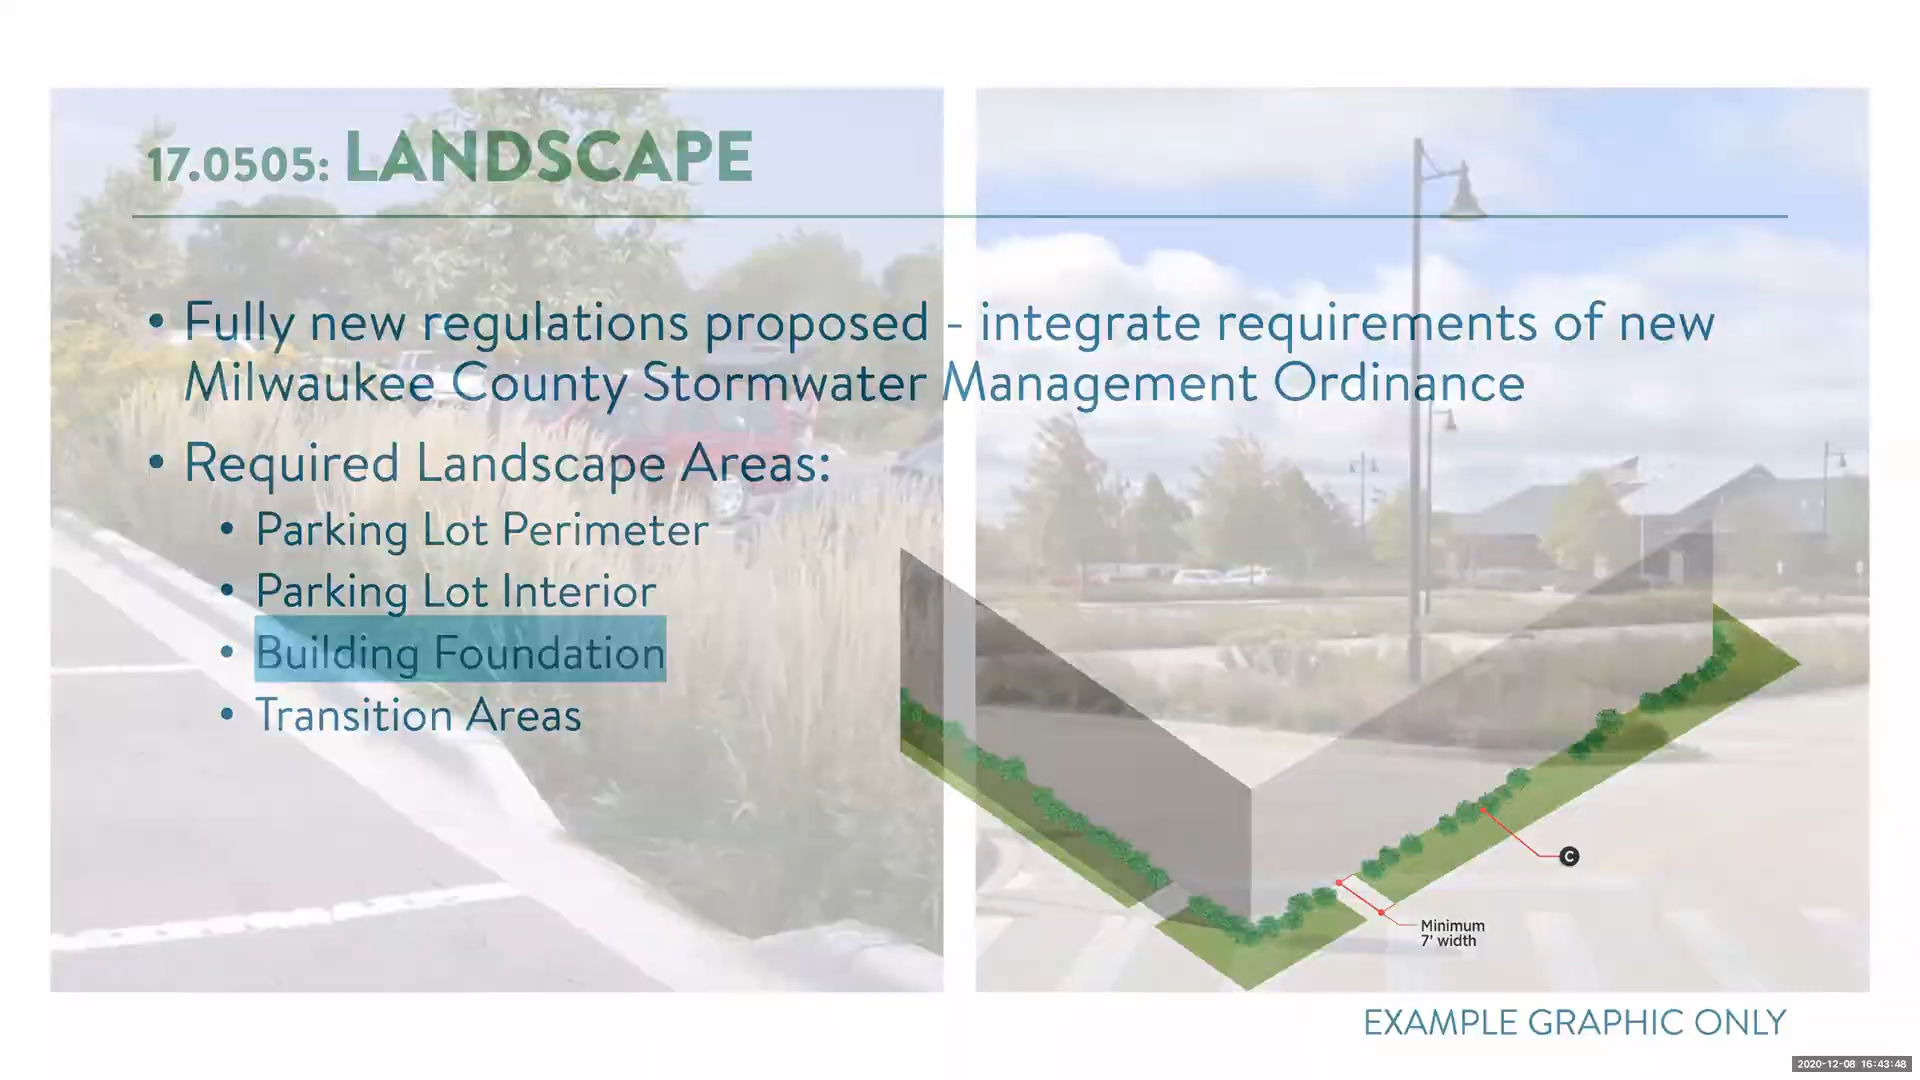 17.0505: LANDSCAPE
• Fully new regulations proposed - integrate requirements of new
Milwaukee County Stormwater Management Ordinance
• Required Landscape Areas:
• Parking Lot Perimeter
• Parking Lot Interior
• Building Foundation
• Transition Areas
C
Minimum
7' width
EXAMPLE GRAPHIC ONLY
2020-12-08 16:43:48